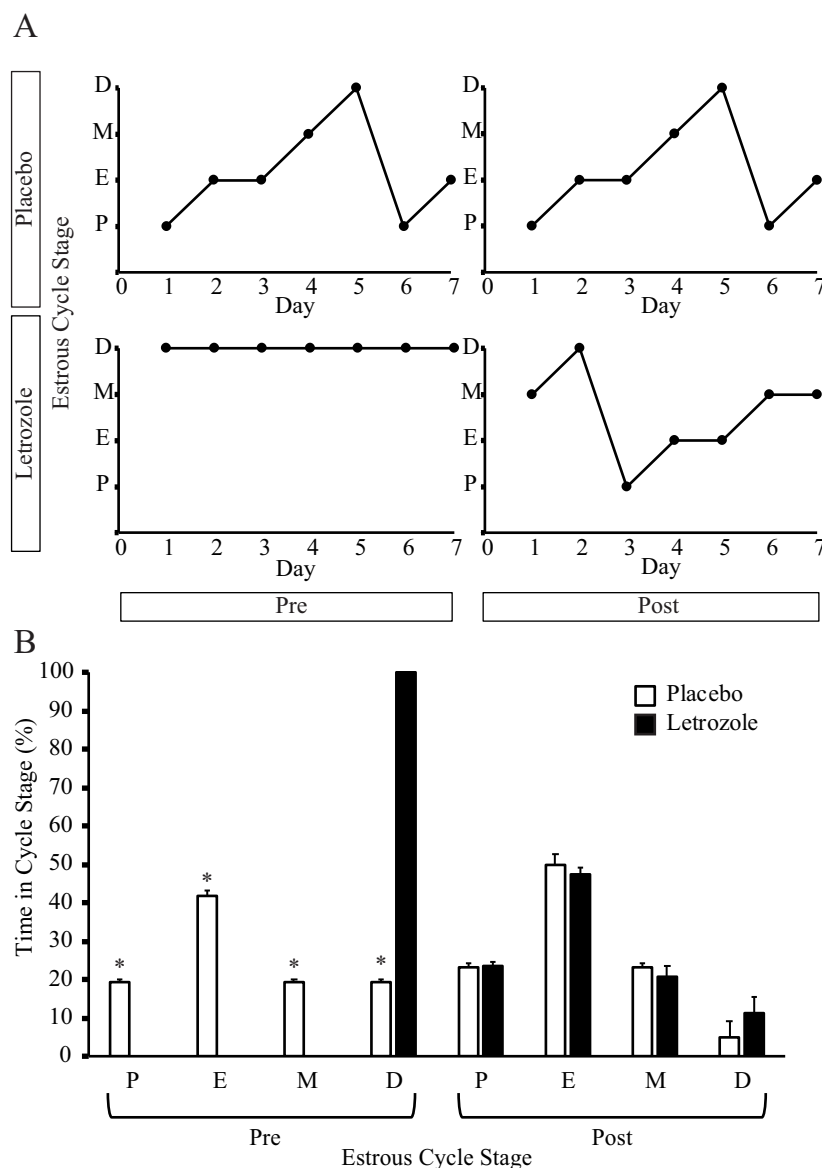 A
Placebo
Letrozole
Estrous Cycle Stage
D
M
E
P
0 1 2 3 4 5 6 7
Day
D
M
E
P
0 1 2 3 4 5 6 7
Day
D
M
E
P
0 1 2 3 4 5 6 7
Day
D
M
E
P
0 1 2 3 4 5 6 7
Day
Pre
Post
B
Time in Cycle Stage (%)
100
90
80
70
60
50
40
30
20
10
0
Placebo
Letrozole
* * * *
P E M D P E M D
Pre Post
Estrous Cycle Stage